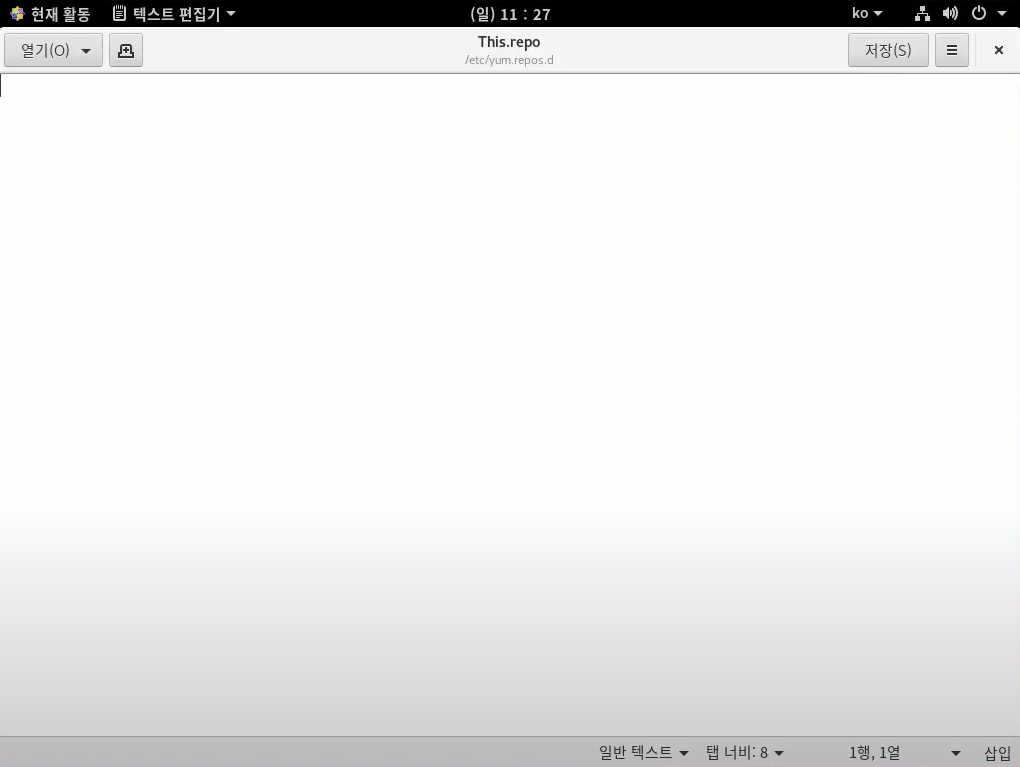 현재 활동 텍스트 편집기 (일) 11 : 27 ko
열기(O) This.repo 저장(S)
/etc/yum.repos.d
일반 텍스트 탭 너비: 8 1행, 1열 삽입